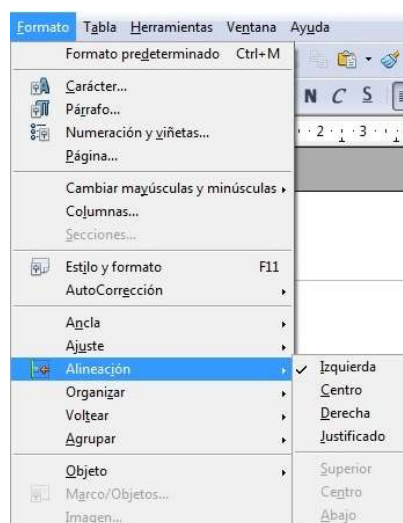 Formato Tabla Herramientas Ventana Ayuda
Formato predeterminado Ctrl+M
Carácter...
Párrafo...
N C S
Numeración y viñetas...
2 · 3
Página...
Cambiar mayúsculas y minúsculas
Columnas...
Secciones...
Estilo y formato F11
AutoCorrección
Ancla
Ajuste
Alineación
Izquierda
Organizar
Centro
Voltear
Derecha
Agrupar
Justificado
Objeto
Superior
Marco/Objetos...
Centro
Imagen...
Abajo